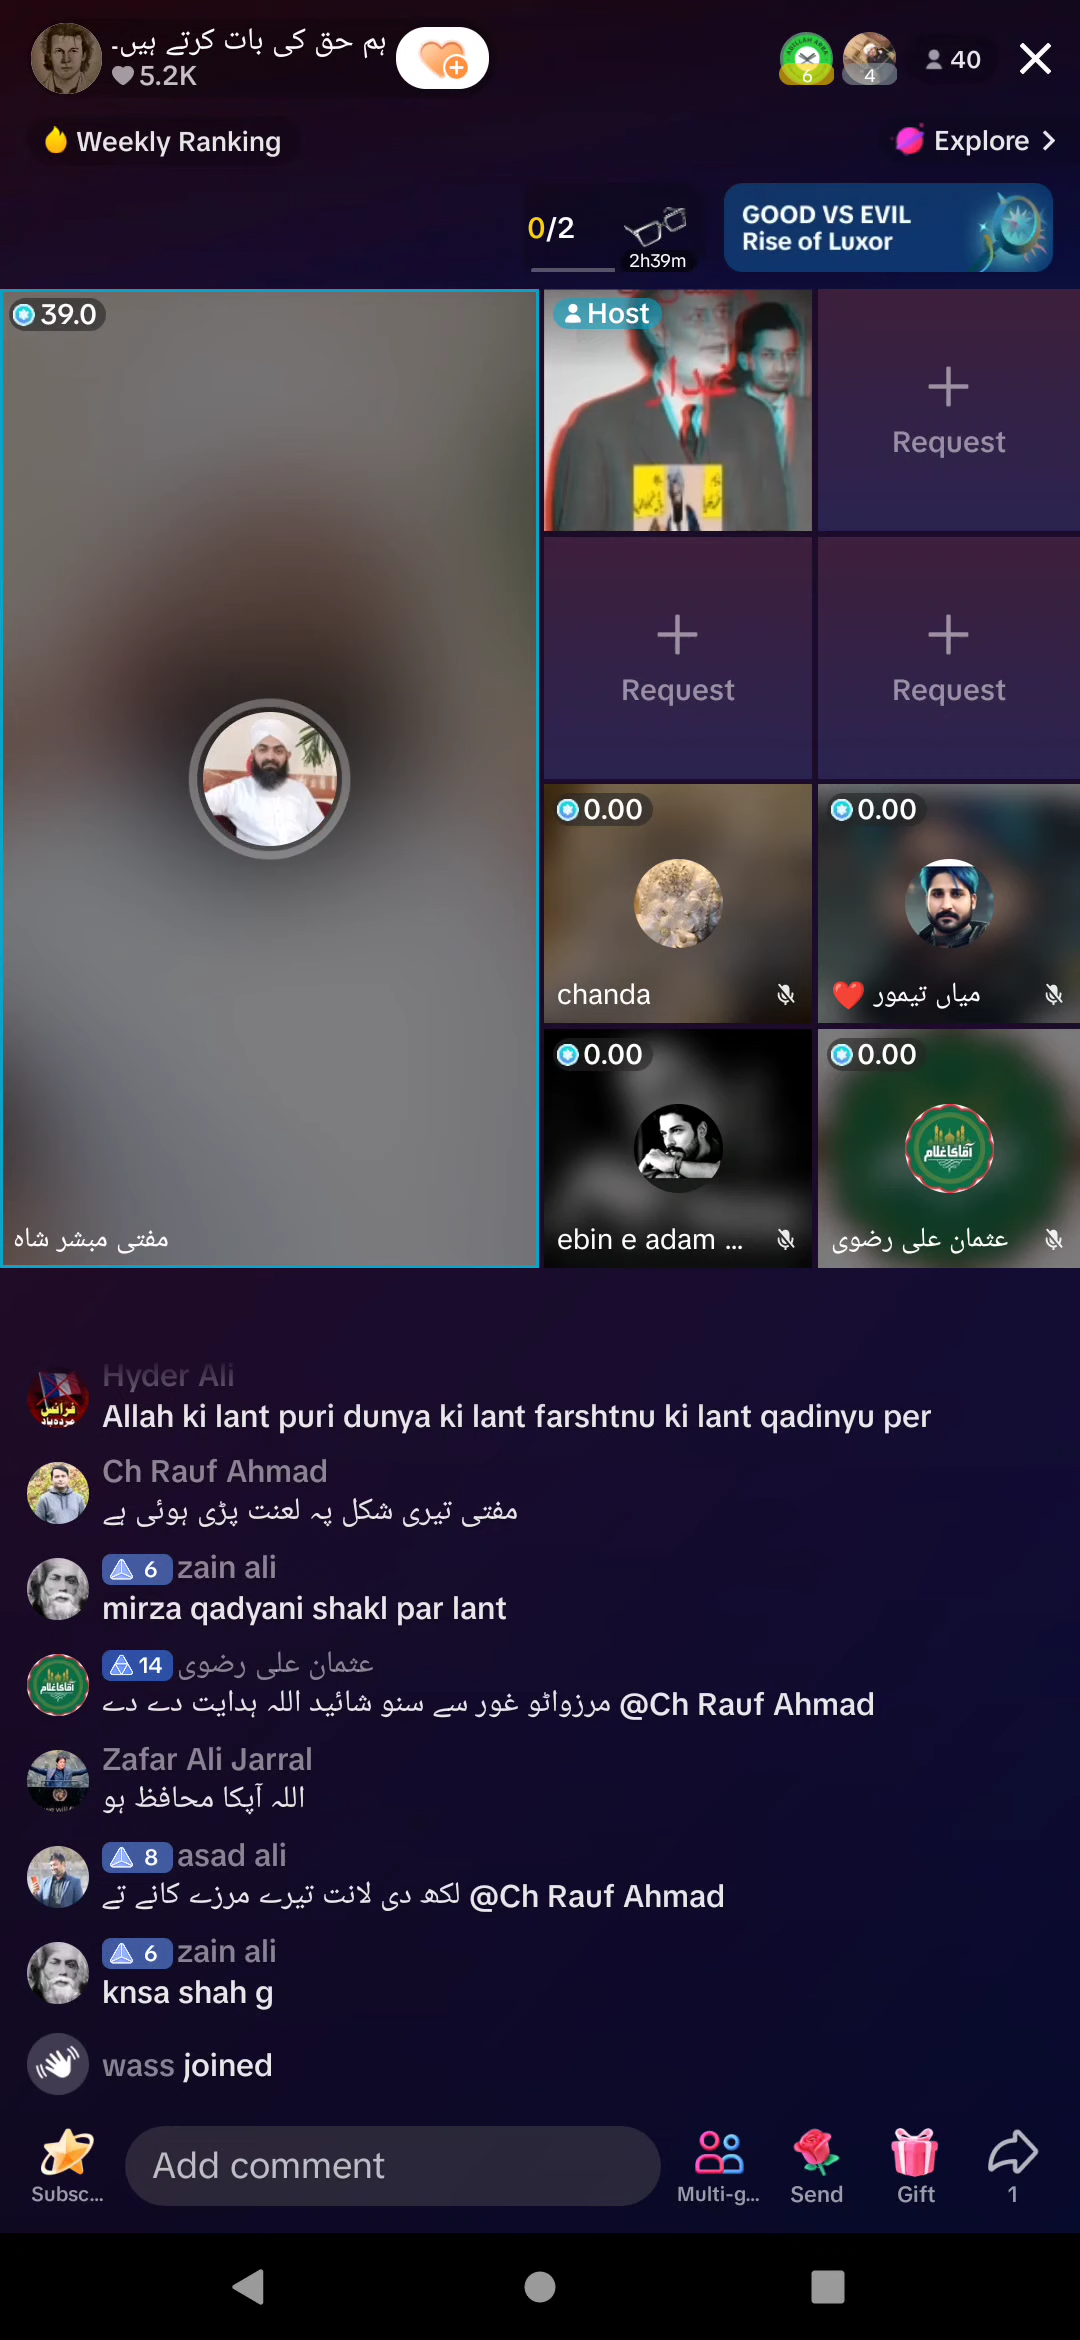 ہم حق کی بات کرتے ہیں۔
5.2K
6
4
40
Weekly Ranking
Explore
0/2
2h39m
GOOD VS EVIL
Rise of Luxor
39.0
Host
غدار
Request
Request
Request
0.00
chanda
0.00
میاں تیمور ❤️
0.00
ebin e adam ...
0.00
آقا کا غلام
عثمان علی رضوی
مفتی مبشر شاہ
Hyder Ali
Allah ki lant puri dunya ki lant farshtnu ki lant qadinyu per
Ch Rauf Ahmad
مفتی تیری شکل پہ لعنت پڑی ہوئی ہے
6 zain ali
mirza qadyani shakl par lant
14 عثمان علی رضوی
@Ch Rauf Ahmad مرزواٹو غور سے سنو شائید اللہ ہدایت دے دے
Zafar Ali Jarral
اللہ آپکا محافظ ہو
8 asad ali
@Ch Rauf Ahmad لکھ دی لانت تیرے مرزے کانے تے
6 zain ali
knsa shah g
wass joined
Subsc...
Add comment
Multi-g...
Send
Gift
1